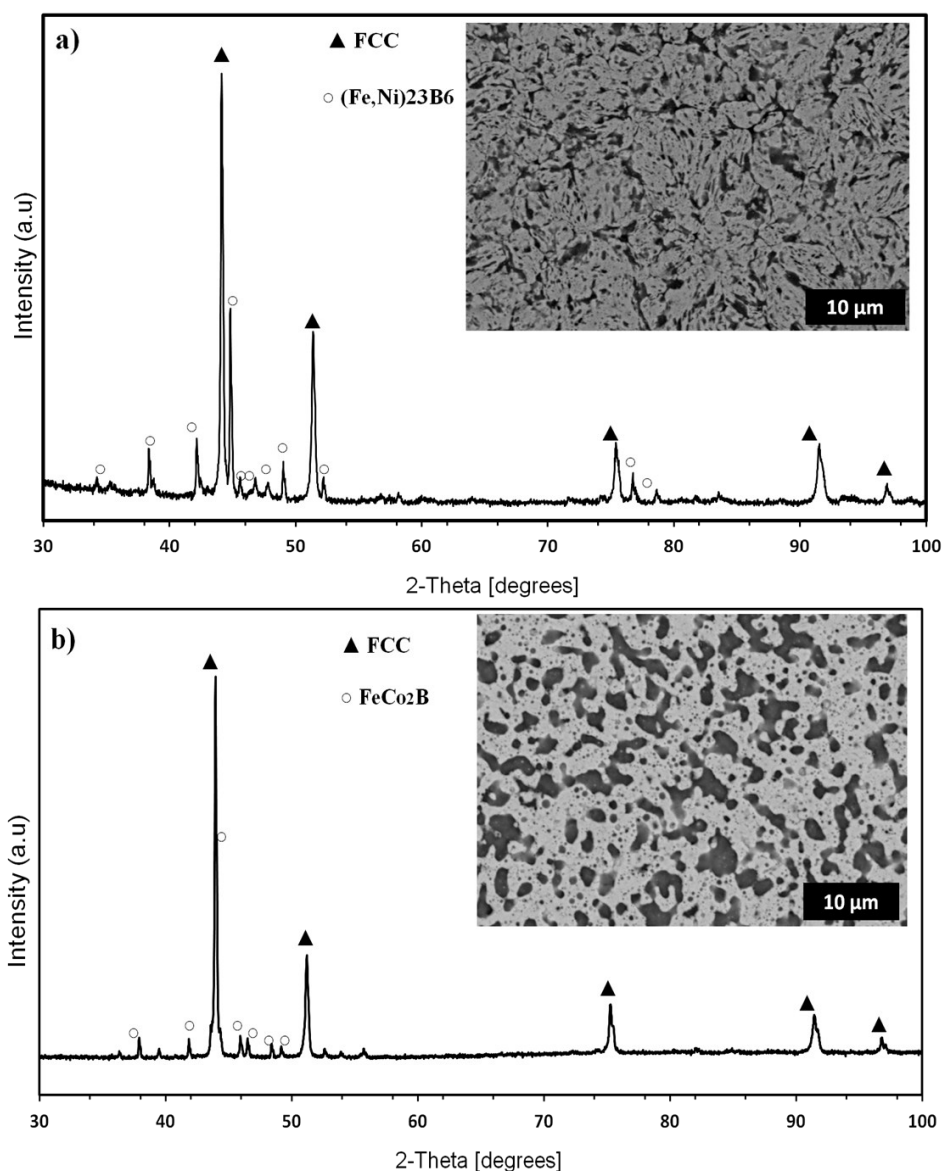 a)
▲ FCC
○ (Fe,Ni)23B6
10 µm
Intensity (a.u)
30 40 50 60 70 80 90 100
2-Theta [degrees]
b)
▲ FCC
○ FeCo2B
10 µm
Intensity (a.u)
30 40 50 60 70 80 90 100
2-Theta [degrees]